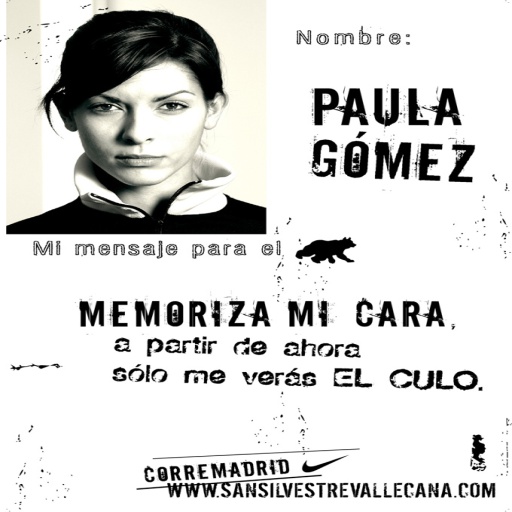 Nombre:
PAULA
GÓMEZ
Mi mensaje para el
MEMORIZA MI CARA,
a partir de ahora
sólo me verás EL CULO.
CORREMADRID
WWW.SANSILVESTREVALLECANA.COM